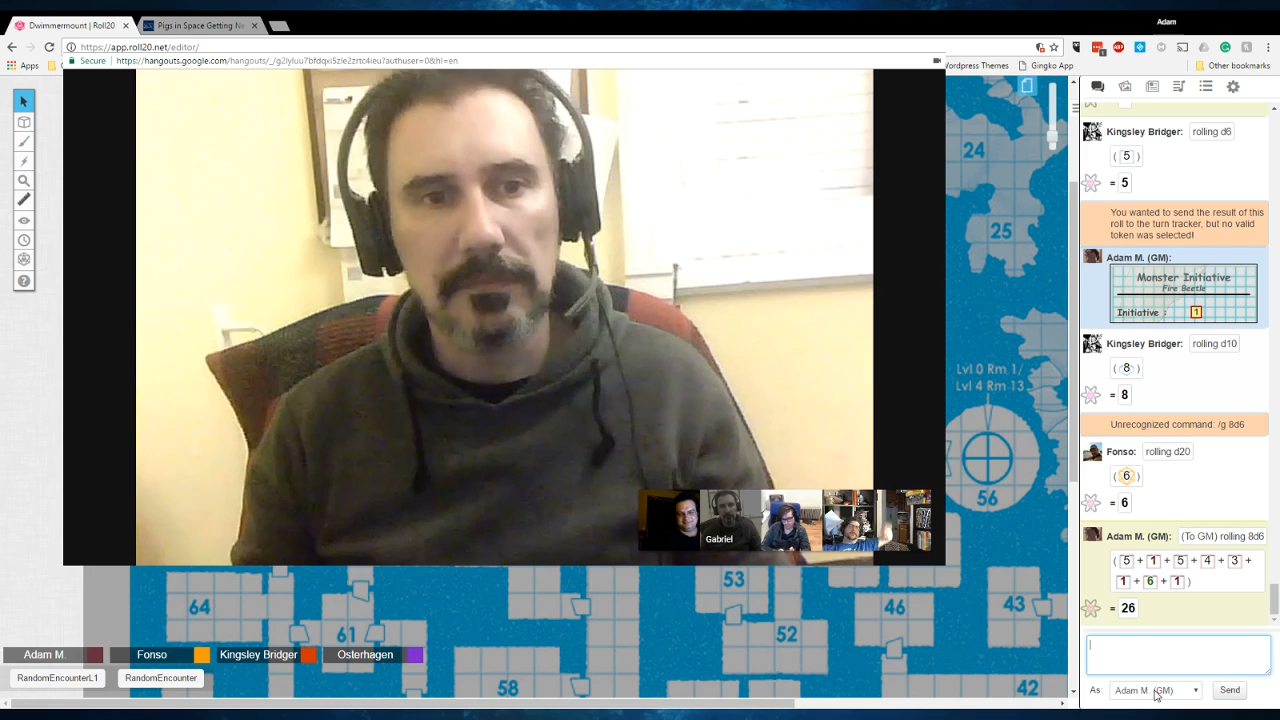 Adam
Dwimmermount | Roll20
Pigs in Space Getting Ne
https://app.roll20.net/editor/
Apps
Wordpress Themes
Gingko App
Other bookmarks
Secure
https://hangouts.google.com/hangouts/_/g2lyluu7bfdqxi5zle2zrtc4ieu?authuser=0&hl=en
24
25
Lvl 0 Rm 1/
Lvl 4 Rm 13
56
Gabriel
64
61
53
52
46
43
58
42
Adam M.
Fonso
Kingsley Bridger
Osterhagen
RandomEncounterL1
RandomEncounter
Kingsley Bridger: rolling d6
( 5 )
= 5
You wanted to send the result of this
roll to the turn tracker, but no valid
token was selected!
Adam M. (GM):
Monster Initiative
Fire Beetle
Initiative : 1
Kingsley Bridger: rolling d10
( 8 )
= 8
Unrecognized command: /g 8d6
Fonso: rolling d20
( 6 )
= 6
Adam M. (GM): (To GM) rolling 8d6
( 5 + 1 + 5 + 4 + 3 +
1 + 6 + 1 )
= 26
As: Adam M. (GM)
Send